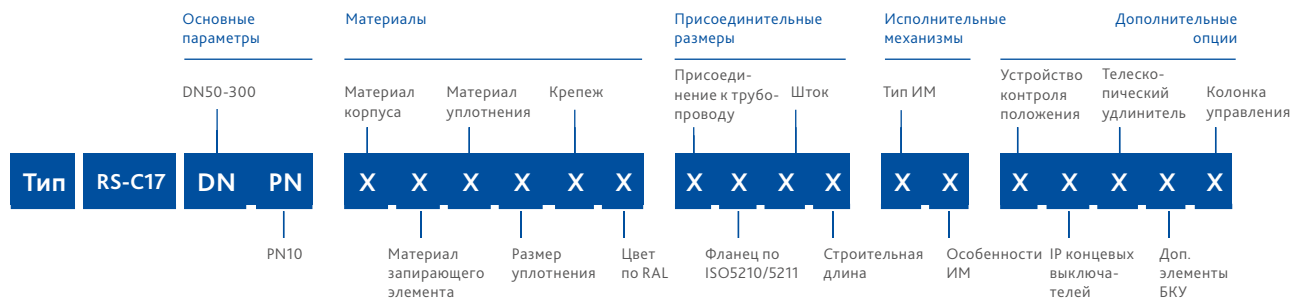 Основные
параметры
Материалы
Присоединительные
размеры
Исполнительные
механизмы
Дополнительные
опции
DN50-300
Материал
корпуса
Материал
уплотнения
Крепеж
Присоеди-
нение к трубо-
проводу
Шток
Тип ИМ
Устройство
контроля
положения
Телеско-
пический
удлинитель
Колонка
управления
Тип RS-C17 DN PN X X X X X X X X X X X X X X X X X
PN10
Материал
запирающего
элемента
Размер
уплотнения
Цвет
по RAL
Фланец по
ISO5210/5211
Строительная
длина
Особенности
ИМ
IP концевых
выключа-
телей
Доп.
элементы
БКУ